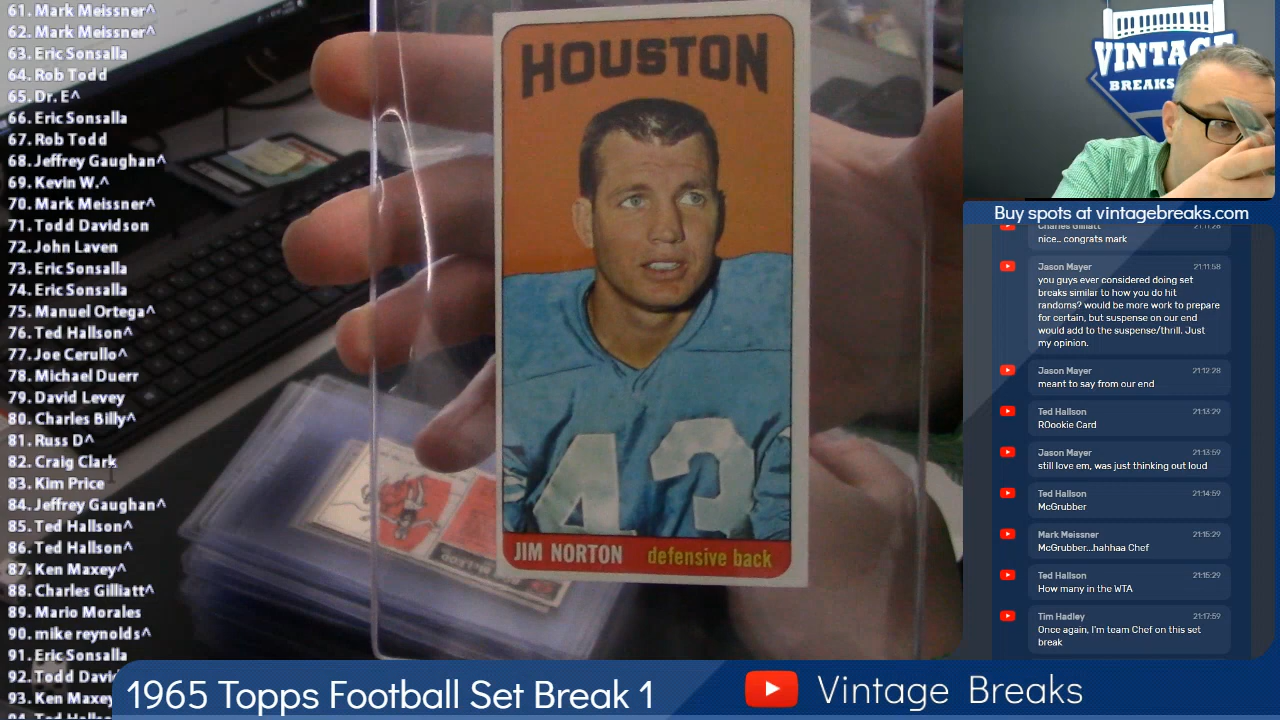 61. Mark Meissner^
62. Mark Meissner^
63. Eric Sonsalla
64. Rob Todd
65. Dr. E^
66. Eric Sonsalla
67. Rob Todd
68. Jeffrey Gaughan^
69. Kevin W.^
70. Mark Meissner^
71. Todd Davidson
72. John Laven
73. Eric Sonsalla
74. Eric Sonsalla
75. Manuel Ortega^
76. Ted Hallson^
77. Joe Cerullo^
78. Michael Duerr
79. David Levey
80. Charles Billy^
81. Russ D^
82. Craig Clark
83. Kim Price
84. Jeffrey Gaughan^
85. Ted Hallson^
86. Ted Hallson^
87. Ken Maxey^
88. Charles Gilliatt^
89. Mario Morales
90. mike reynolds^
91. Eric Sonsalla
92. Todd
93. Ken Maxey
HOUSTON
43
JIM NORTON defensive back
VINTAGE
BREAKS
Buy spots at vintagebreaks.com
Charles Gilliatt 21:11:28
nice.. congrats mark
Jason Mayer 21:11:58
you guys ever considered doing set
breaks similar to how you do hit
randoms? would be more work to prepare
for certain, but suspense on our end
would add to the suspense/thrill. Just
my opinion.
Jason Mayer 21:12:28
meant to say from our end
Ted Hallson 21:13:29
ROokie Card
Jason Mayer 21:13:59
still love em, was just thinking out loud
Ted Hallson 21:14:59
McGrubber
Mark Meissner 21:15:29
McGrubber...hahhaa Chef
Ted Hallson 21:15:29
How many in the WTA
Tim Hadley 21:17:59
Once again, I'm team Chef on this set
break
1965 Topps Football Set Break 1
Vintage Breaks